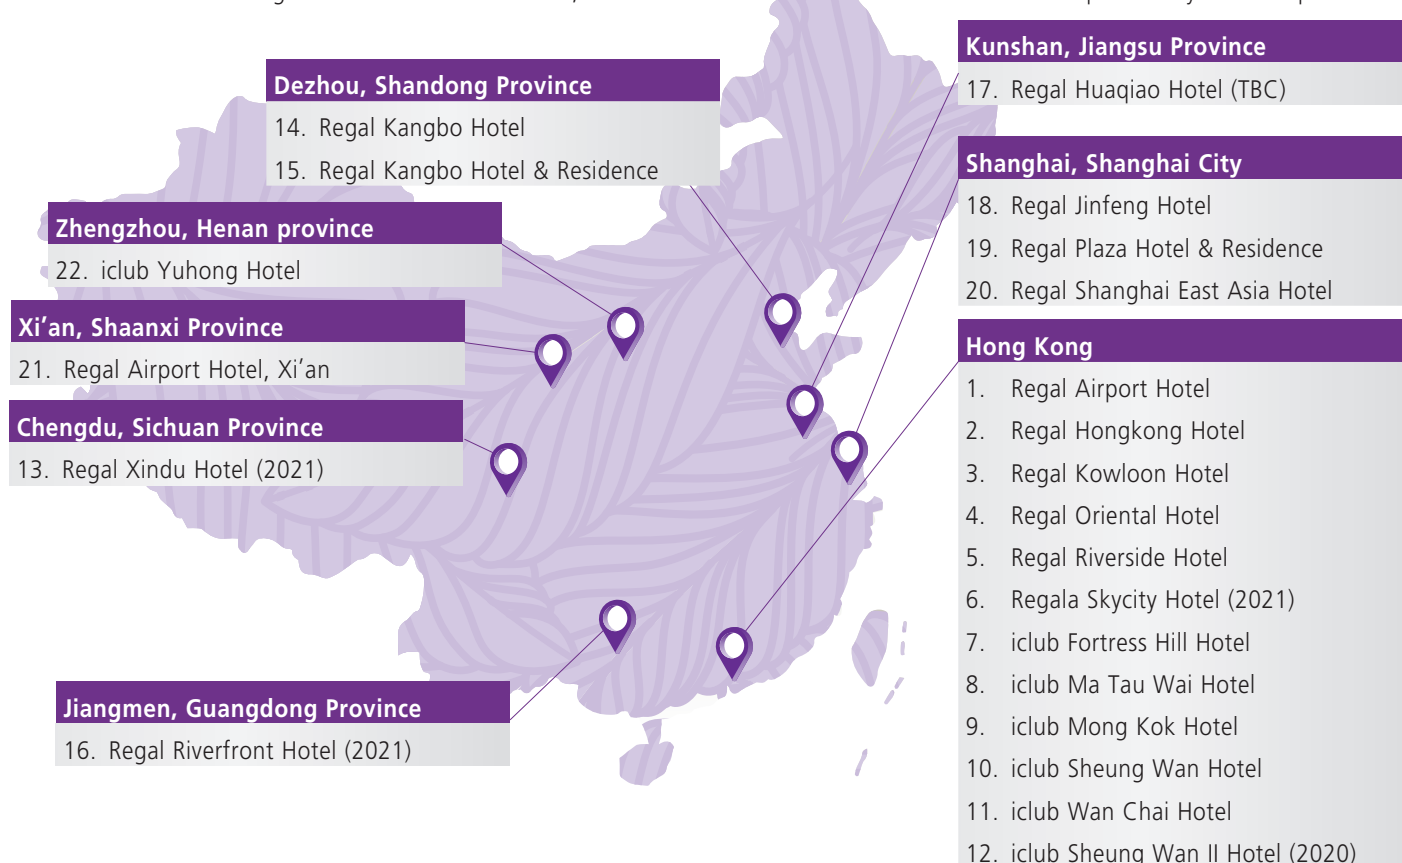 Kunshan, Jiangsu Province
17. Regal Huaqiao Hotel (TBC)
Dezhou, Shandong Province
14. Regal Kangbo Hotel
15. Regal Kangbo Hotel & Residence
Shanghai, Shanghai City
18. Regal Jinfeng Hotel
19. Regal Plaza Hotel & Residence
20. Regal Shanghai East Asia Hotel
Zhengzhou, Henan province
22. iclub Yuhong Hotel
Xi’an, Shaanxi Province
21. Regal Airport Hotel, Xi’an
Chengdu, Sichuan Province
13. Regal Xindu Hotel (2021)
Hong Kong
1. Regal Airport Hotel
2. Regal Hongkong Hotel
3. Regal Kowloon Hotel
4. Regal Oriental Hotel
5. Regal Riverside Hotel
6. Regala Skycity Hotel (2021)
7. iclub Fortress Hill Hotel
8. iclub Ma Tau Wai Hotel
9. iclub Mong Kok Hotel
10. iclub Sheung Wan Hotel
11. iclub Wan Chai Hotel
12. iclub Sheung Wan II Hotel (2020)
Jiangmen, Guangdong Province
16. Regal Riverfront Hotel (2021)